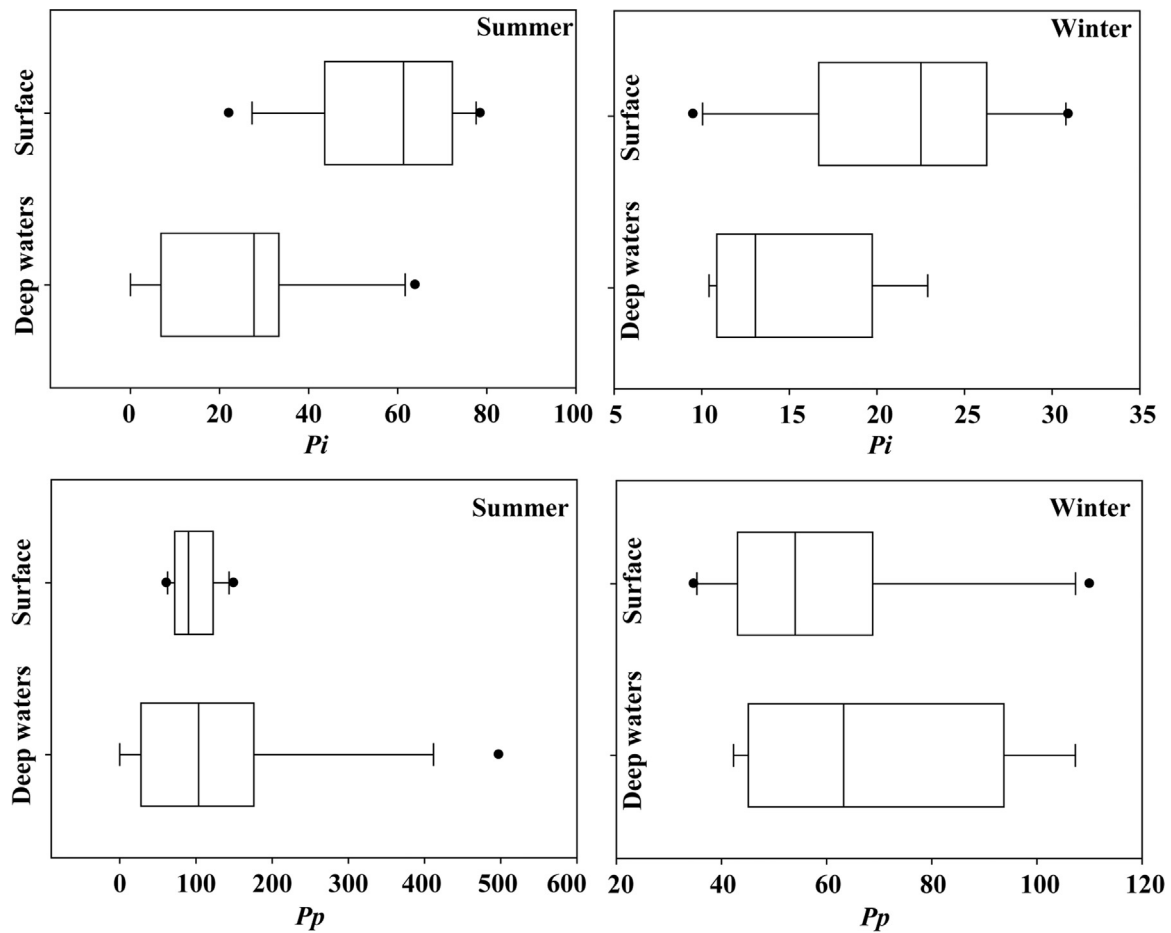 Summer
Surface
Deep waters
0 20 40 60 80 100
Pi
Winter
Surface
Deep waters
5 10 15 20 25 30 35
Pi
Summer
Surface
Deep waters
0 100 200 300 400 500 600
Pp
Winter
Surface
Deep waters
20 40 60 80 100 120
Pp